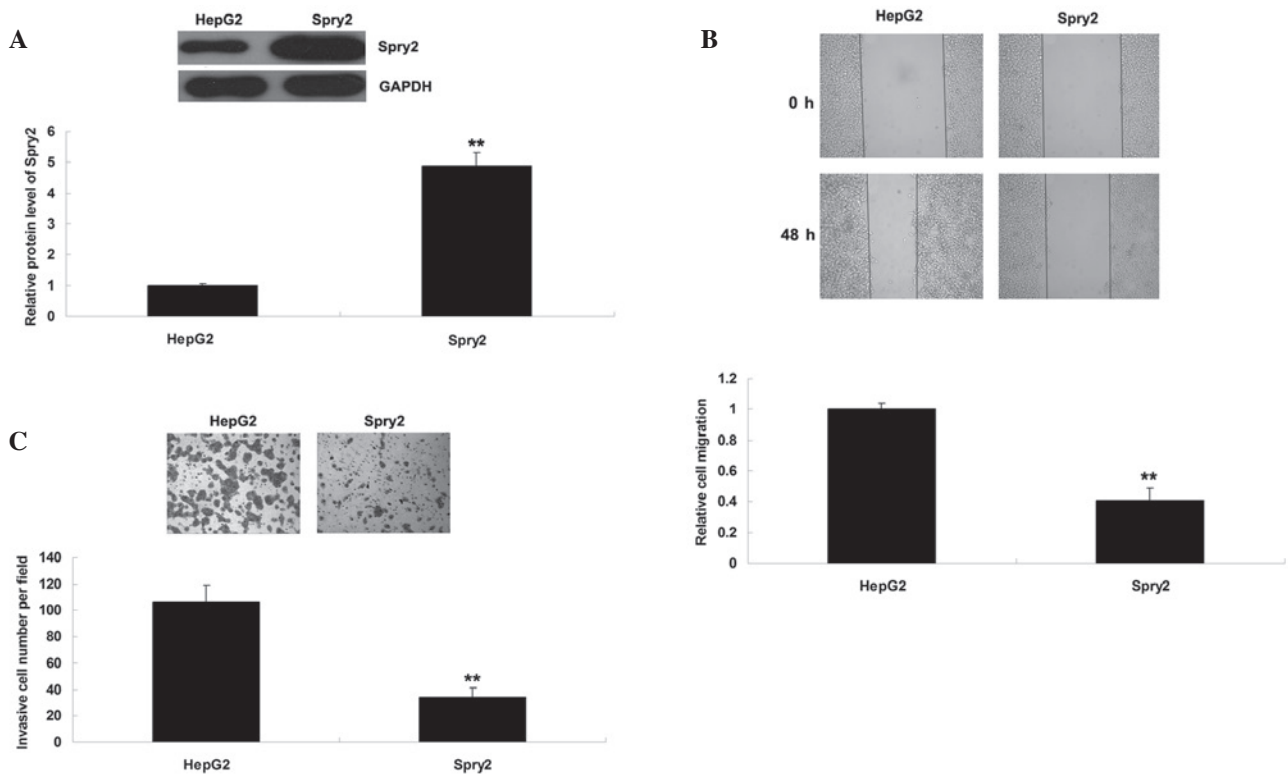 A
HepG2 Spry2
Spry2
GAPDH
Relative protein level of Spry2
6
5
4
3
2
1
0
**
HepG2 Spry2
B
HepG2 Spry2
0 h
48 h
Relative cell migration
1.2
1
0.8
0.6
0.4
0.2
0
**
HepG2 Spry2
C
HepG2 Spry2
Invasive cell number per field
140
120
100
80
60
40
20
0
**
HepG2 Spry2